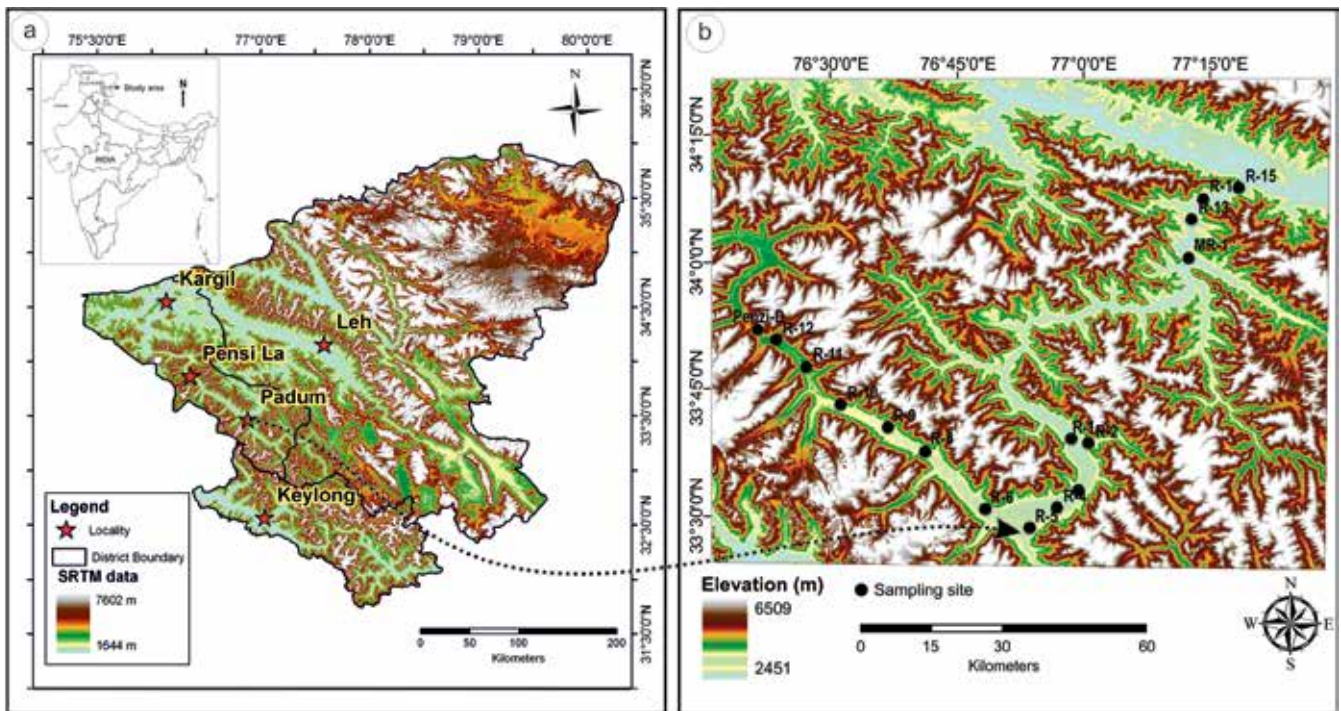 a
75°30'0"E 77°0'0"E 78°0'0"E 79°0'0"E 80°0'0"E
Study area
N
INDIA
N
36°30'0"N
35°30'0"N
34°30'0"N
33°30'0"N
32°30'0"N
31°30'0"N
Kargil
Leh
Pensi La
Padum
Keylong
Legend
Locality
District Boundary
SRTM data
7602 m
1544 m
0 50 100 200
Kilometers
b
76°30'0"E 76°45'0"E 77°0'0"E 77°15'0"E
34°15'0"N
34°0'0"N
33°45'0"N
33°30'0"N
R-15
R-13
MR-1
R-12
R-11
R-9
R-8
R-1
R-2
R-6
R-5
Elevation (m)
6509
2451
Sampling site
0 15 30 60
Kilometers
N
W E
S